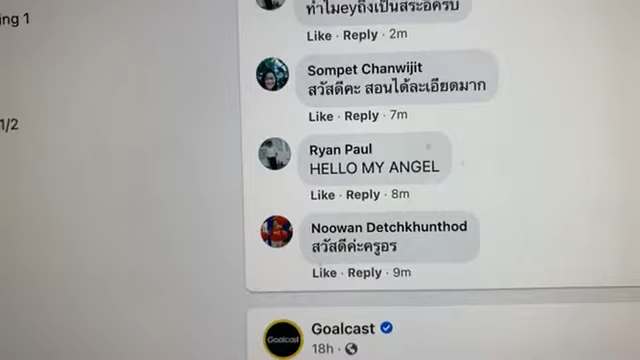 ing 1
1/2
ทำไมeyถึงเป็นสระอีครับ
Like · Reply · 2m
Sompet Chanwijit
สวัสดีคะ สอนได้ละเอียดมาก
Like · Reply · 7m
Ryan Paul
HELLO MY ANGEL
Like · Reply · 8m
Noowan Detchkhunthod
สวัสดีค่ะครูอร
Like · Reply · 9m
Goalcast
Goalcast
18h ·